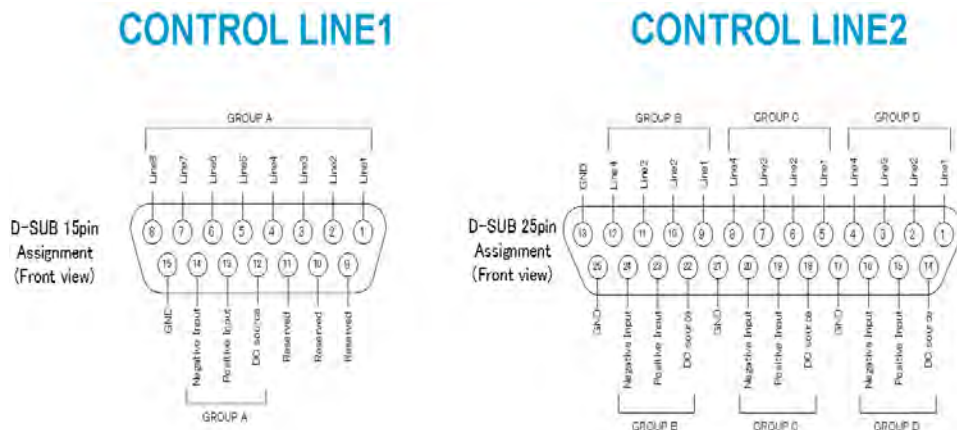 CONTROL LINE1
GROUP A
Line8 Line7 Line6 Line5 Line4 Line3 Line2 Line1
D-SUB 15pin
Assignment
(Front view)
8 7 6 5 4 3 2 1
15 14 13 12 11 10 9
GND Negative Input Positive Input DC source Reserved Reserved Reserved
GROUP A
CONTROL LINE2
GROUP B GROUP C GROUP D
GND Line4 Line3 Line2 Line1 Line4 Line3 Line2 Line1 Line4 Line3 Line2 Line1
D-SUB 25pin
Assignment
(Front view)
13 12 11 10 9 8 7 6 5 4 3 2 1
25 24 23 22 21 20 19 18 17 16 15 14
GND Negative Input Positive Input DC source GND Negative Input Positive Input DC source GND Negative Input Positive Input DC source
GROUP B GROUP C GROUP D